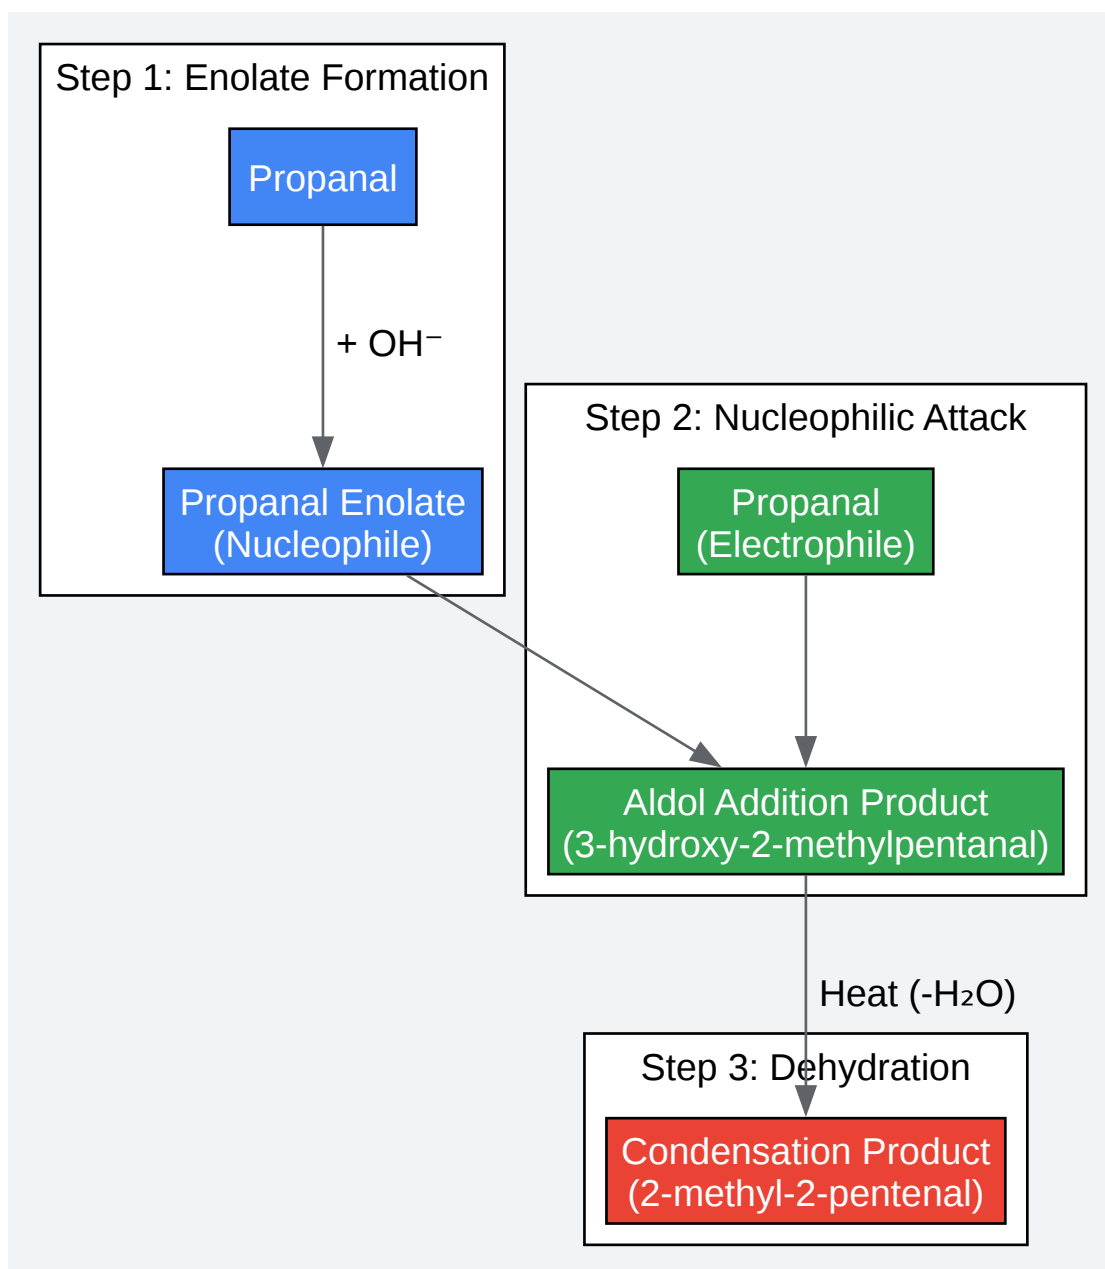 Step 1: Enolate Formation
Propanal
+ OH⁻
Propanal Enolate
(Nucleophile)
Step 2: Nucleophilic Attack
Propanal
(Electrophile)
Aldol Addition Product
(3-hydroxy-2-methylpentanal)
Heat (-H₂O)
Step 3: Dehydration
Condensation Product
(2-methyl-2-pentenal)